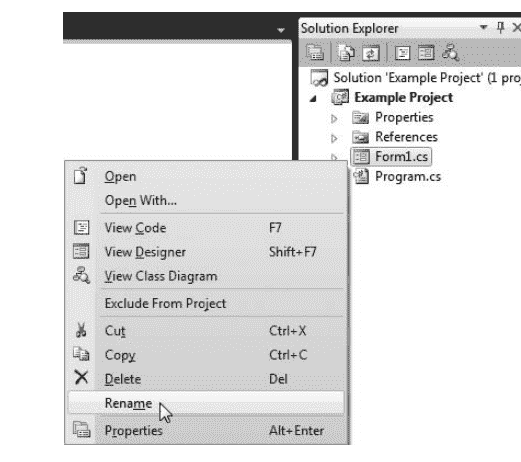 Solution Explorer
Solution 'Example Project' (1 proj
Example Project
Properties
References
Form1.cs
Program.cs
Open
Open With...
View Code F7
View Designer Shift+F7
View Class Diagram
Exclude From Project
Cut Ctrl+X
Copy Ctrl+C
Delete Del
Rename
Properties Alt+Enter